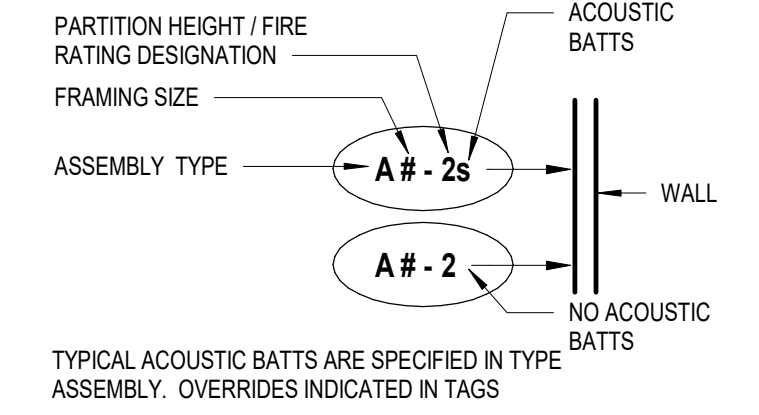 PARTITION HEIGHT / FIRE
RATING DESIGNATION
ACOUSTIC
BATTS
FRAMING SIZE
ASSEMBLY TYPE
A # - 2s
WALL
A # - 2
NO ACOUSTIC
BATTS
TYPICAL ACOUSTIC BATTS ARE SPECIFIED IN TYPE
ASSEMBLY. OVERRIDES INDICATED IN TAGS